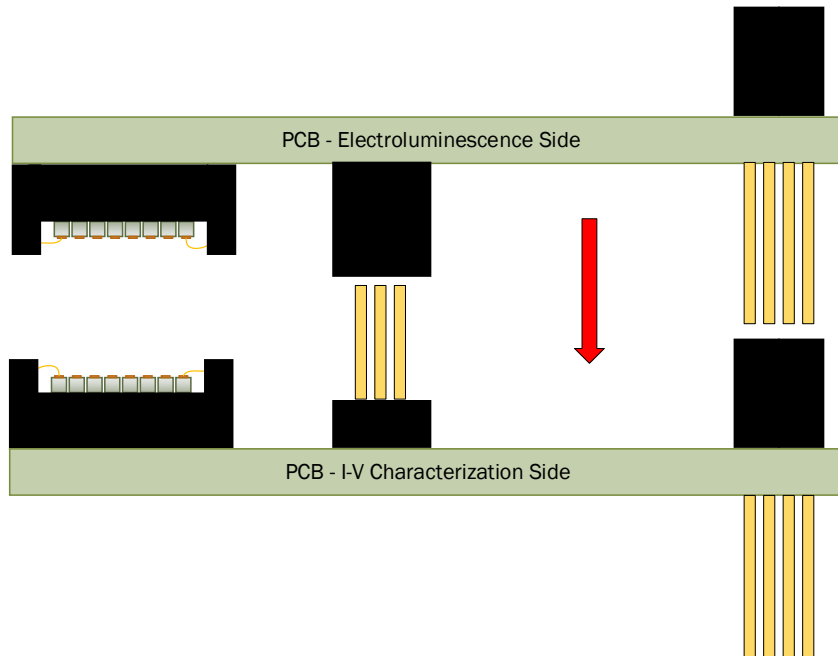 PCB - Electroluminescence Side
PCB - I-V Characterization Side